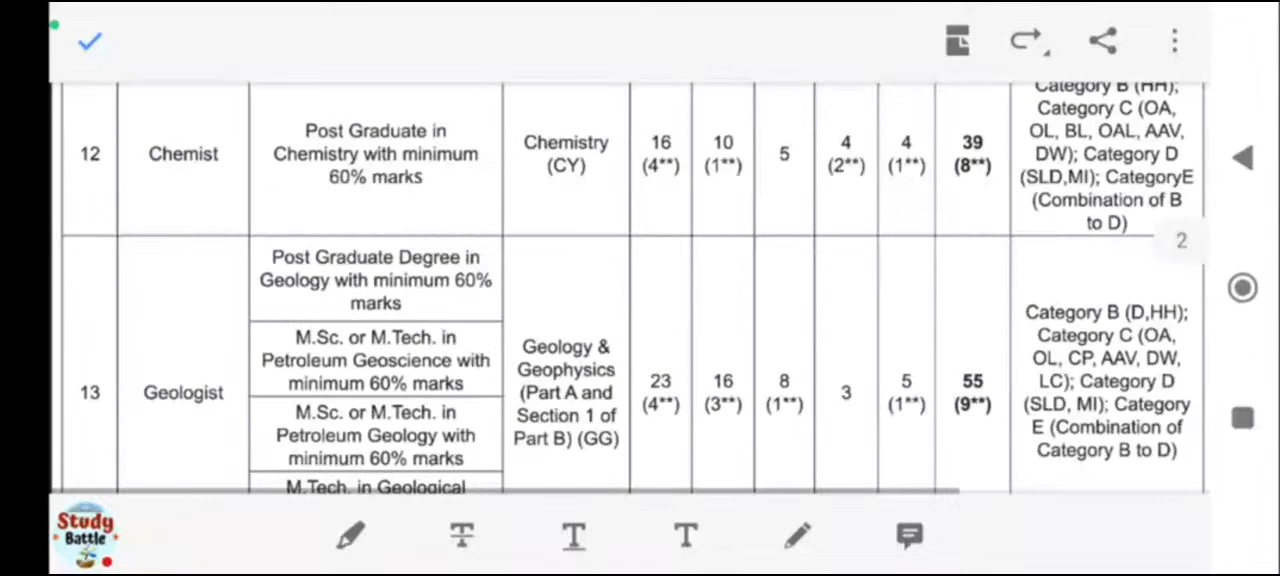 Category B (HH);
Category C (OA,
OL, BL, OAL, AAV,
DW); Category D
(SLD,MI); CategoryE
(Combination of B
to D)
12
Chemist
Post Graduate in
Chemistry with minimum
60% marks
Chemistry
(CY)
16
(4**)
10
(1**)
5
4
(2**)
4
(1**)
39
(8**)
2
13
Geologist
Post Graduate Degree in
Geology with minimum 60%
marks
M.Sc. or M.Tech. in
Petroleum Geoscience with
minimum 60% marks
M.Sc. or M.Tech. in
Petroleum Geology with
minimum 60% marks
M.Tech. in Geological
Geology &
Geophysics
(Part A and
Section 1 of
Part B) (GG)
23
(4**)
16
(3**)
8
(1**)
3
5
(1**)
55
(9**)
Category B (D,HH);
Category C (OA,
OL, CP, AAV, DW,
LC); Category D
(SLD, MI); Category
E (Combination of
Category B to D)
Study
Battle
T
T
T